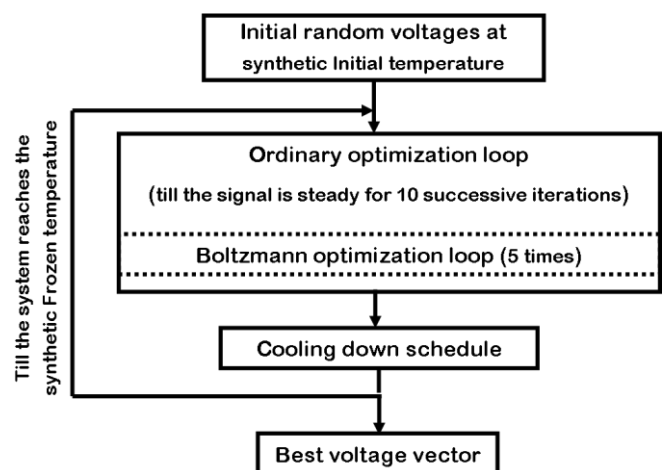 Initial random voltages at
synthetic Initial temperature
Till the system reaches the
synthetic Frozen temperature
Ordinary optimization loop
(till the signal is steady for 10 successive iterations)
Boltzmann optimization loop (5 times)
Cooling down schedule
Best voltage vector